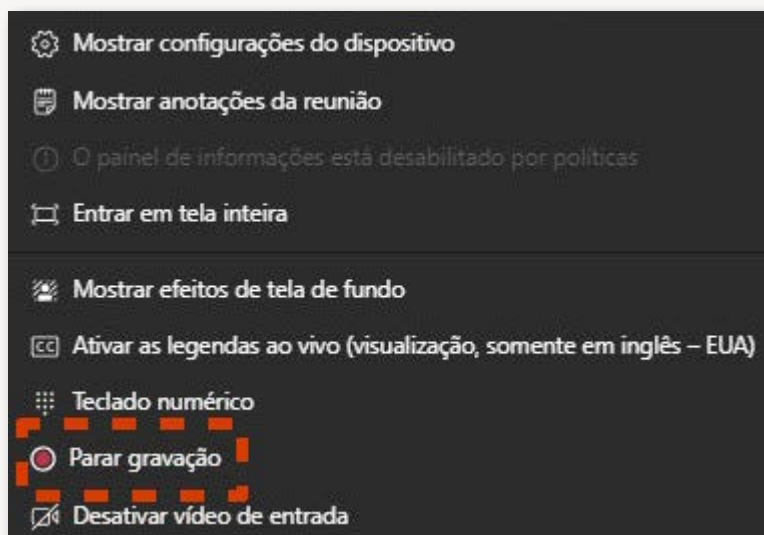 Mostrar configurações do dispositivo
Mostrar anotações da reunião
O painel de informações está desabilitado por políticas
Entrar em tela inteira
Mostrar efeitos de tela de fundo
CC Ativar as legendas ao vivo (visualização, somente em inglês – EUA)
Teclado numérico
Parar gravação
Desativar vídeo de entrada